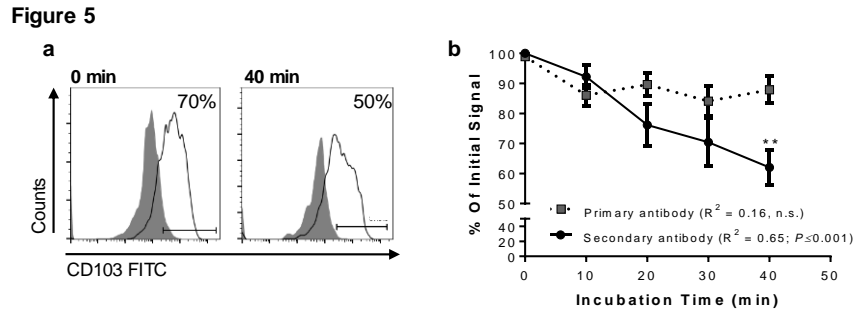 Figure 5
a
0 min
40 min
70%
50%
Counts
CD103 FITC
b
% Of Initial Signal
100
90
80
70
60
50
40
20
0
**
Primary antibody (R² = 0.16, n.s.)
Secondary antibody (R² = 0.65; P≤0.001)
0 10 20 30 40 50
Incubation Time (min)